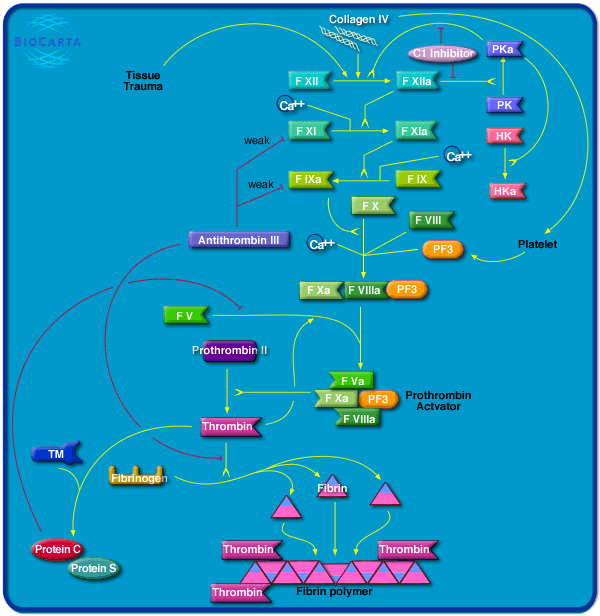 BIOCARTA
Collagen IV
C1 Inhibitor
PKa
Tissue
Trauma
F XII
F XIIa
Ca++
PK
F XI
F XIa
HK
weak
Ca++
weak
F IXa
F IX
HKa
F X
F VIII
Antithrombin III
Ca++
PF3
Platelet
F Xa
F VIIIa
PF3
F V
Prothrombin II
F Va
F Xa
PF3
F VIIIa
Prothrombin
Actvator
Thrombin
TM
Fibrinogen
Fibrin
Protein C
Protein S
Thrombin
Thrombin
Thrombin
Fibrin polymer